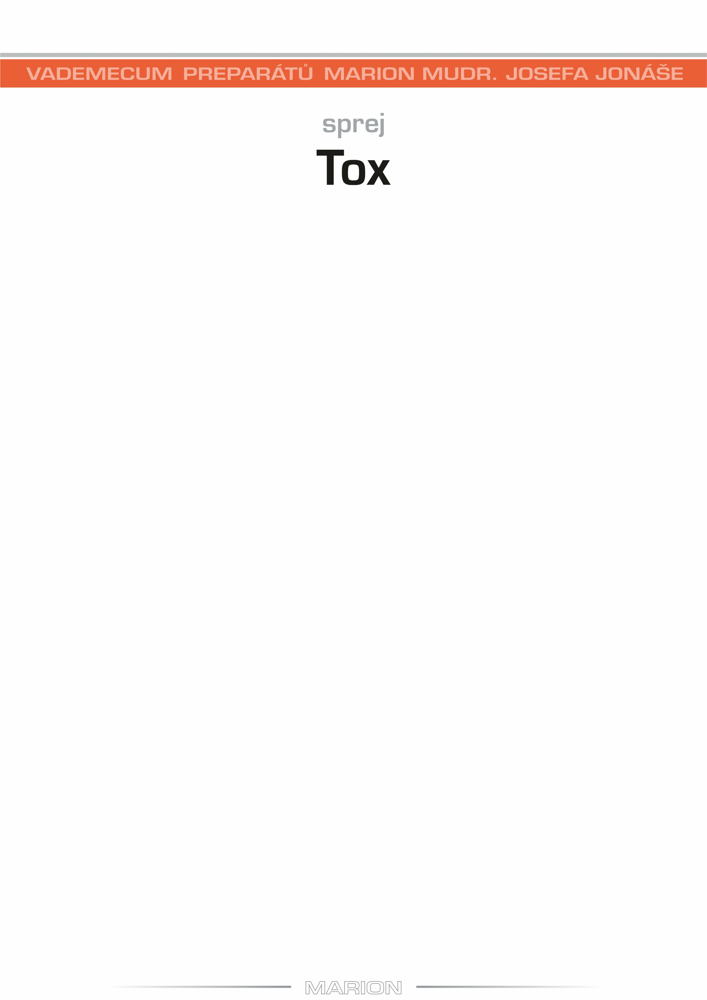 VADEMECUM PREPARÁTŮ MARION MUDR. JOSEFA JONÁŠE
sprej
Tox
MARION